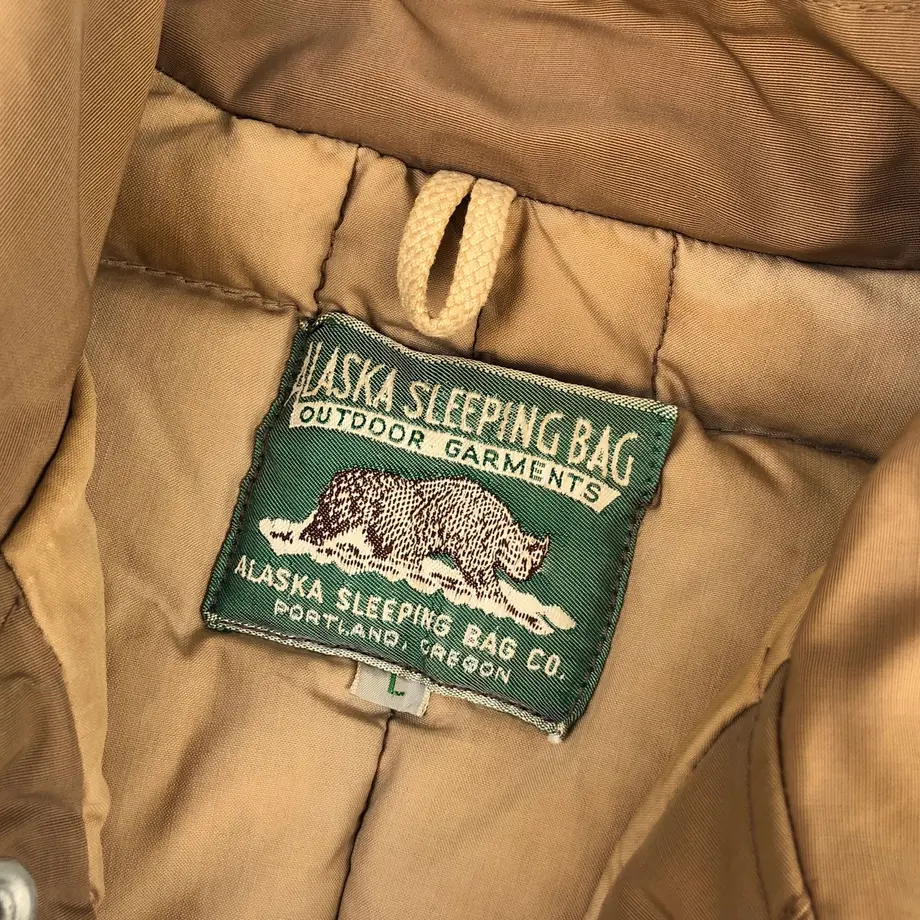 ALASKA SLEEPING BAG
OUTDOOR GARMENTS
ALASKA SLEEPING BAG CO.
PORTLAND, OREGON
L